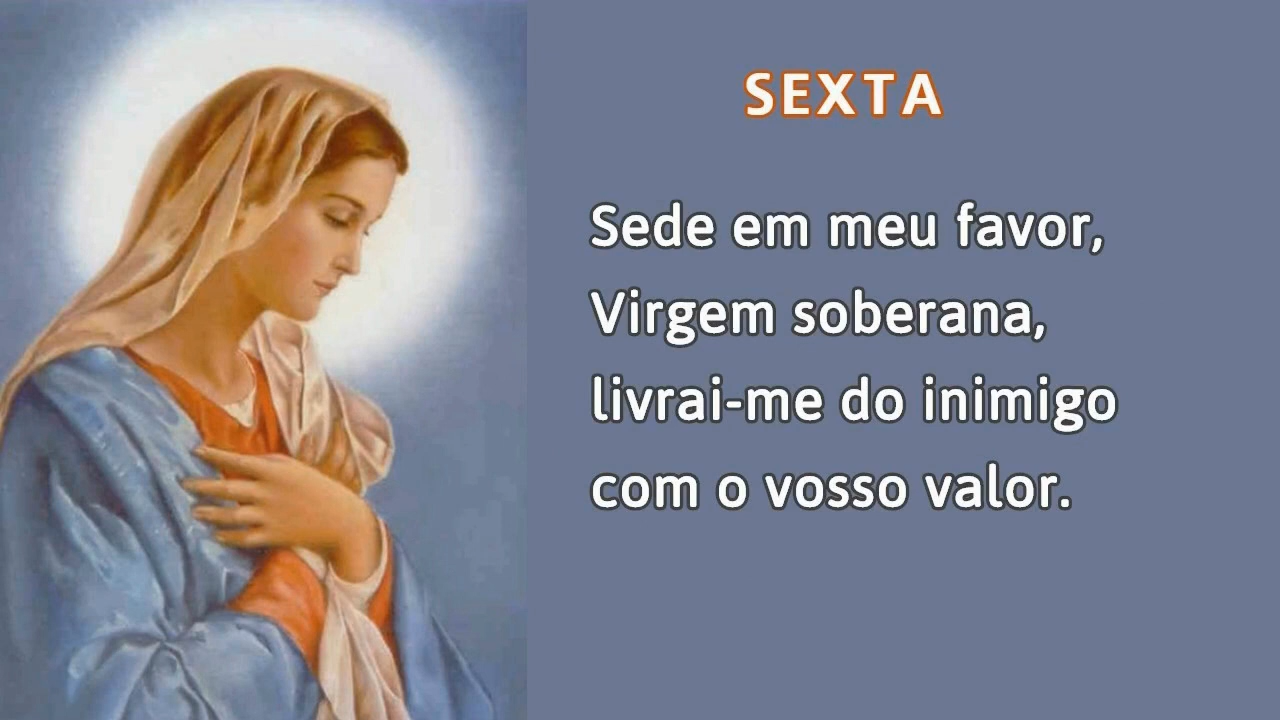 SEXTA
Sede em meu favor,
Virgem soberana,
livrai-me do inimigo
com o vosso valor.